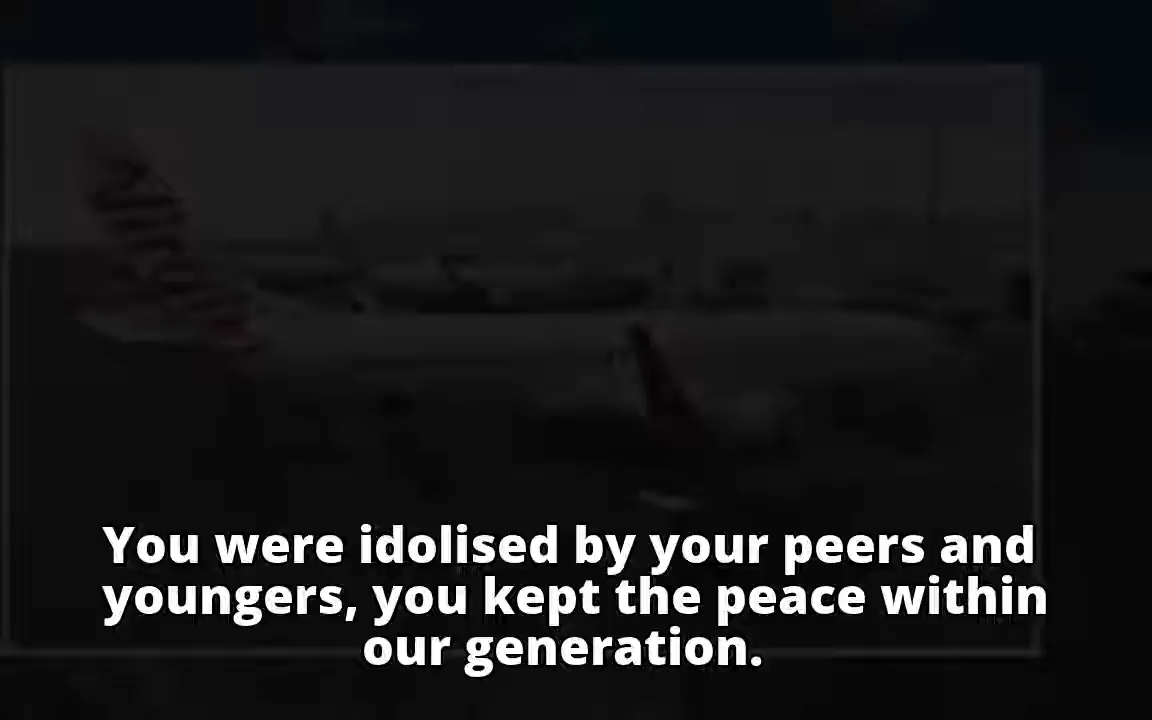 You were idolised by your peers and
youngers, you kept the peace within
our generation.